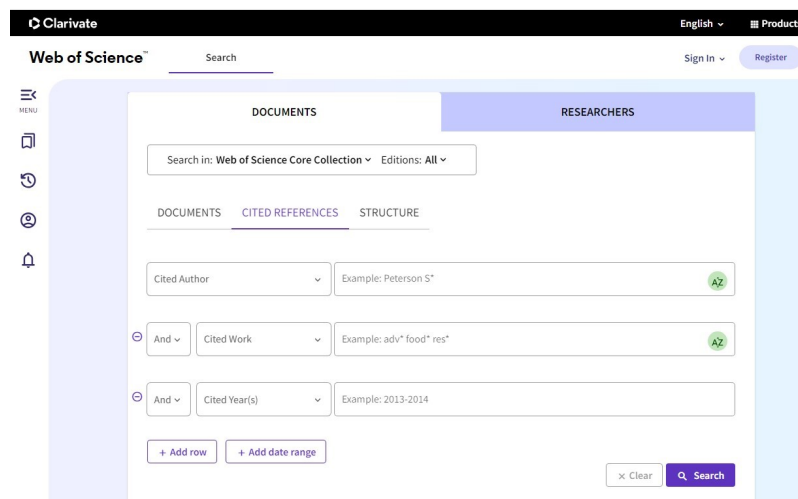 Clarivate English Products
Web of Science™ Search Sign In Register
MENU
DOCUMENTS RESEARCHERS
Search in: Web of Science Core Collection Editions: All
DOCUMENTS CITED REFERENCES STRUCTURE
Cited Author Example: Peterson S*
AZ
And Cited Work Example: adv* food* res*
AZ
And Cited Year(s) Example: 2013-2014
+ Add row + Add date range
× Clear Search